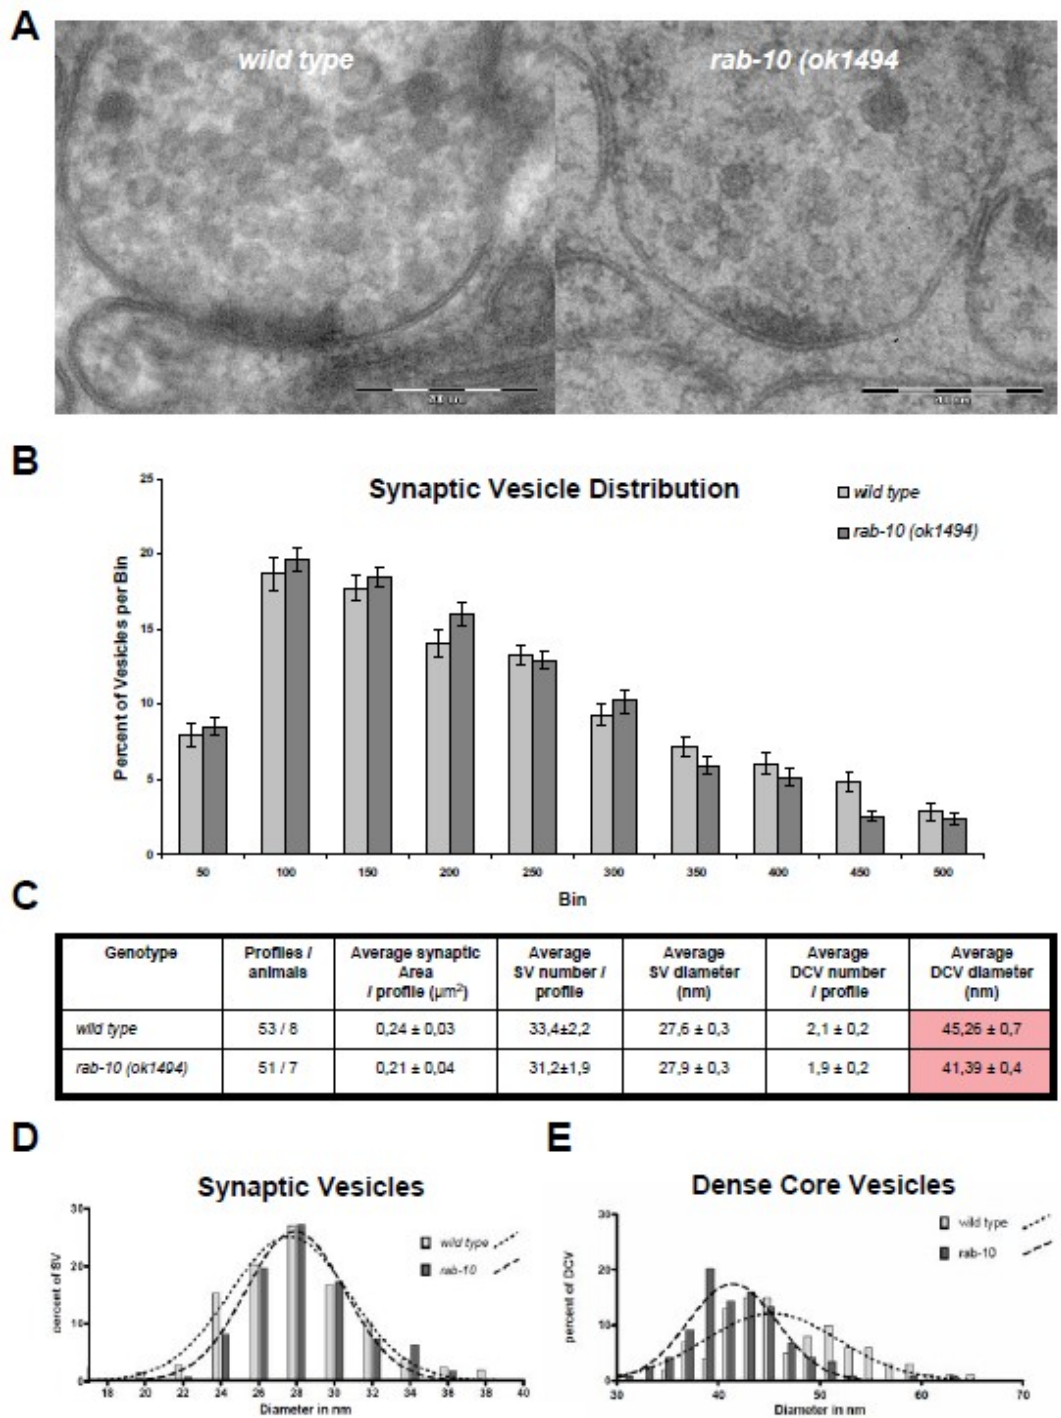 A
wild type
rab-10 (ok1494
B
Synaptic Vesicle Distribution
wild type
rab-10 (ok1494)
Percent of Vesicles per Bin
25
20
15
10
5
0
50 100 150 200 250 300 350 400 450 500
Bin
C
Genotype
Profiles / animals
Average synaptic Area / profile (µm²)
Average SV number / profile
Average SV diameter (nm)
Average DCV number / profile
Average DCV diameter (nm)
wild type 53 / 8 0,24 ± 0,03 33,4±2,2 27,6 ± 0,3 2,1 ± 0,2 45,26 ± 0,7
rab-10 (ok1494) 51 / 7 0,21 ± 0,04 31,2±1,9 27,9 ± 0,3 1,9 ± 0,2 41,39 ± 0,4
D
Synaptic Vesicles
wild type
rab-10
percent of SV
30
20
10
0
18 20 22 24 26 28 30 32 34 36 38 40
Diameter in nm
E
Dense Core Vesicles
wild type
rab-10
percent of DCV
30
20
10
0
30 40 50 60 70
Diameter in nm